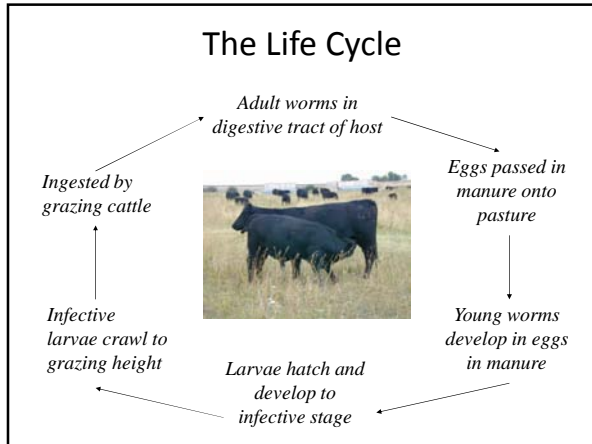 The Life Cycle
Adult worms in
digestive tract of host
Eggs passed in
manure onto
pasture
Young worms
develop in eggs
in manure
Larvae hatch and
develop to
infective stage
Infective
larvae crawl to
grazing height
Ingested by
grazing cattle